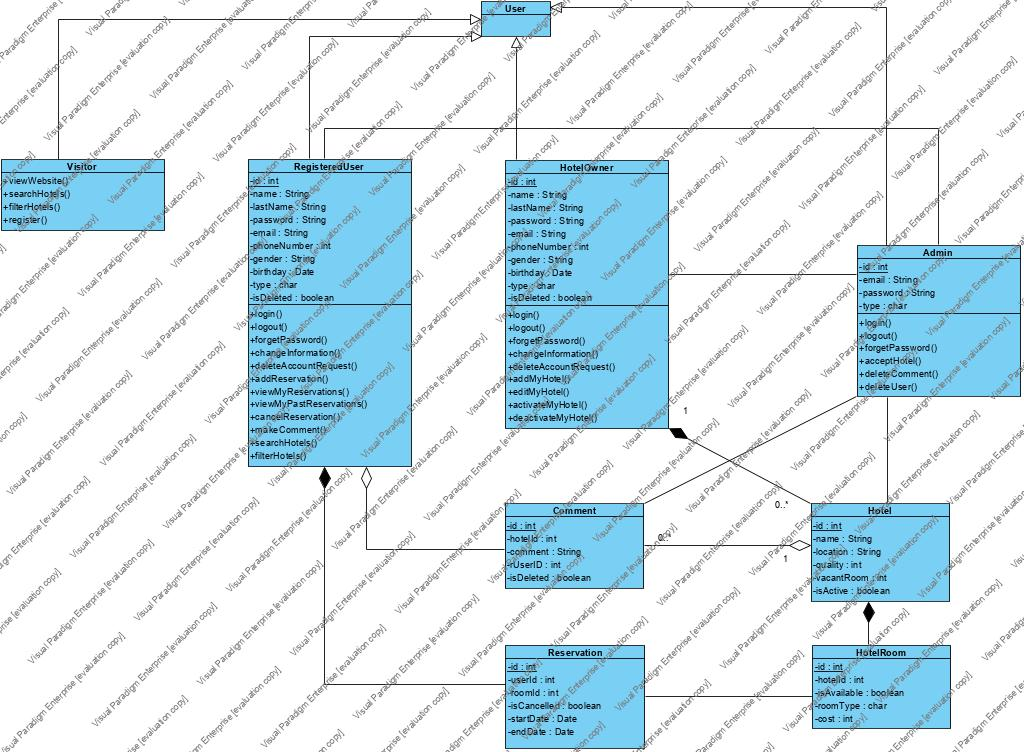 User
Visitor
+viewWebsite()
+searchHotels()
+filterHotels()
+register()
RegisteredUser
-id : int
-name : String
-lastName : String
-password : String
-email : String
-phoneNumber : int
-gender : String
-birthday : Date
-type : char
-isDeleted : boolean
+login()
+logout()
+forgetPassword()
+changeInformation()
+deleteAccountRequest()
+addReservation()
+viewMyReservations()
+viewMyPastReservations()
+cancelReservation()
+makeComment()
+searchHotels()
+filterHotels()
HotelOwner
-id : int
-name : String
-lastName : String
-password : String
-email : String
-phoneNumber : int
-gender : String
-birthday : Date
-type : char
-isDeleted : boolean
+login()
+logout()
+forgetPassword()
+changeInformation()
+deleteAccountRequest()
+addMyHotel()
+editMyHotel()
+activateMyHotel()
+deactivateMyHotel()
Admin
-id : int
-email : String
-password : String
-type : char
+login()
+logout()
+forgetPassword()
+acceptHotel()
+deleteComment()
+deleteUser()
1
0..*
Comment
-id : int
-hotelId : int
-comment : String
-rUserID : int
-isDeleted : boolean
0..*
1
Hotel
-id : int
-name : String
-location : String
-quality : int
-vacantRoom : int
-isActive : boolean
Reservation
-id : int
-userId : int
-roomId : int
-isCancelled : boolean
-startDate : Date
-endDate : Date
HotelRoom
-id : int
-hotelId : int
-isAvailable : boolean
-roomType : char
-cost : int
Visual Paradigm Enterprise [evaluation copy]